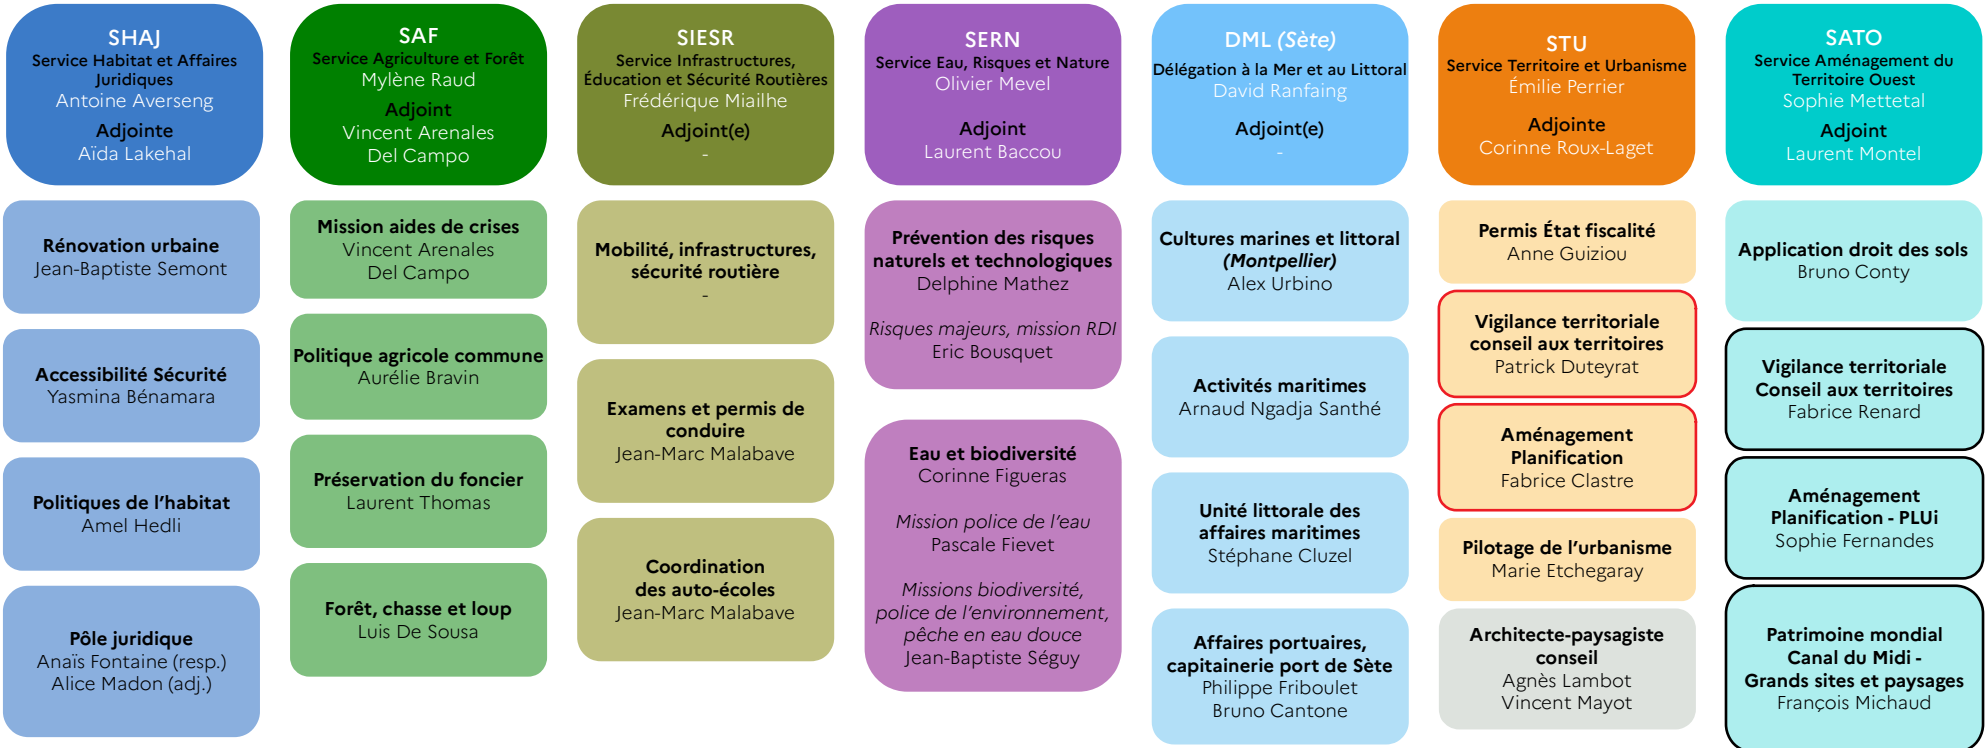 SHAJ
Service Habitat et Affaires
Juridiques
Antoine Averseng
Adjointe
Aïda Lakehal
Rénovation urbaine
Jean-Baptiste Semont
Accessibilité Sécurité
Yasmina Bénamara
Politiques de l'habitat
Amel Hedli
Pôle juridique
Anaïs Fontaine (resp.)
Alice Madon (adj.)
SAF
Service Agriculture et Forêt
Mylène Raud
Adjoint
Vincent Arenales
Del Campo
Mission aides de crises
Vincent Arenales
Del Campo
Politique agricole commune
Aurélie Bravin
Préservation du foncier
Laurent Thomas
Forêt, chasse et loup
Luis De Sousa
SIESR
Service Infrastructures,
Éducation et Sécurité Routières
Frédérique Miailhe
Adjoint(e)
-
Mobilité, infrastructures,
sécurité routière
-
Examens et permis de
conduire
Jean-Marc Malabave
Coordination
des auto-écoles
Jean-Marc Malabave
SERN
Service Eau, Risques et Nature
Olivier Mevel
Adjoint
Laurent Baccou
Prévention des risques
naturels et technologiques
Delphine Mathez
Risques majeurs, mission RDI
Eric Bousquet
Eau et biodiversité
Corinne Figueras
Mission police de l'eau
Pascale Fievet
Missions biodiversité,
police de l'environnement,
pêche en eau douce
Jean-Baptiste Séguy
DML (Sète)
Délégation à la Mer et au Littoral
David Ranfaing
Adjoint(e)
-
Cultures marines et littoral
(Montpellier)
Alex Urbino
Activités maritimes
Arnaud Ngadja Santhé
Unité littorale des
affaires maritimes
Stéphane Cluzel
Affaires portuaires,
capitainerie port de Sète
Philippe Friboulet
Bruno Cantone
STU
Service Territoire et Urbanisme
Émilie Perrier
Adjointe
Corinne Roux-Laget
Permis État fiscalité
Anne Guiziou
Vigilance territoriale
conseil aux territoires
Patrick Duteyrat
Aménagement
Planification
Fabrice Clastre
Pilotage de l'urbanisme
Marie Etchegaray
Architecte-paysagiste
conseil
Agnès Lambot
Vincent Mayot
SATO
Service Aménagement du
Territoire Ouest
Sophie Mettetal
Adjoint
Laurent Montel
Application droit des sols
Bruno Conty
Vigilance territoriale
Conseil aux territoires
Fabrice Renard
Aménagement
Planification - PLUi
Sophie Fernandes
Patrimoine mondial
Canal du Midi -
Grands sites et paysages
François Michaud